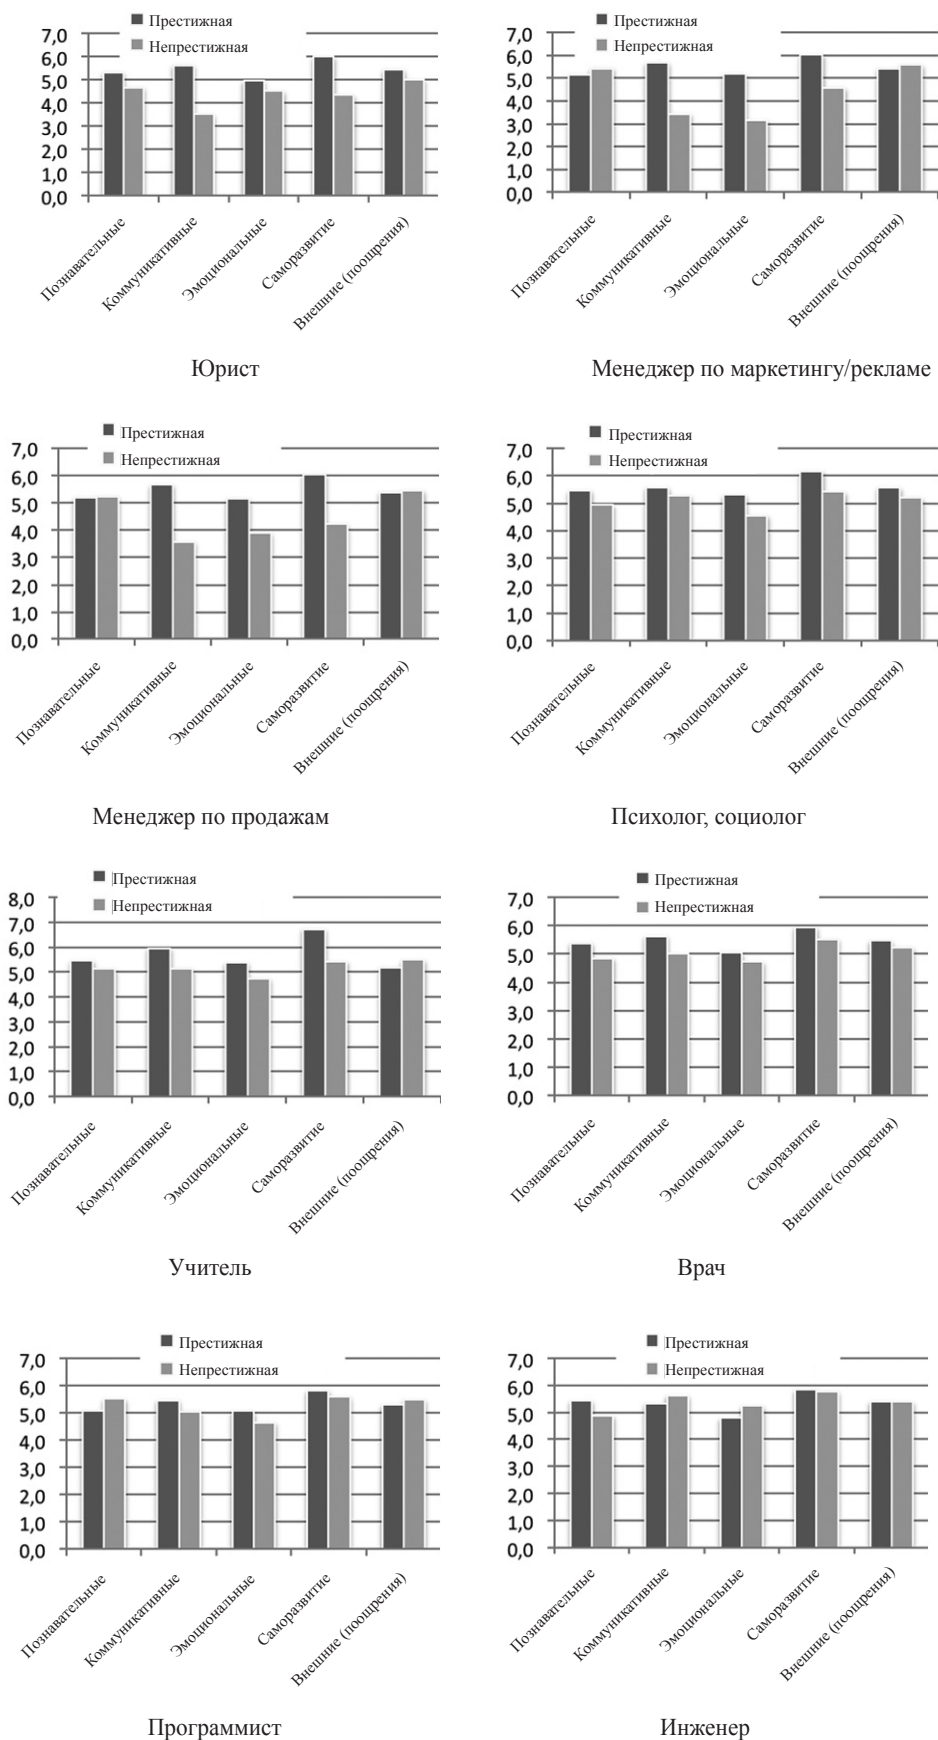 Престижная
Непрестижная
7,0
6,0
5,0
4,0
3,0
2,0
1,0
0,0
Познавательные
Коммуникативные
Эмоциональные
Саморазвитие
Внешние (поощрения)
Юрист
Престижная
Непрестижная
7,0
6,0
5,0
4,0
3,0
2,0
1,0
0,0
Познавательные
Коммуникативные
Эмоциональные
Саморазвитие
Внешние (поощрения)
Менеджер по маркетингу/рекламе
Престижная
Непрестижная
7,0
6,0
5,0
4,0
3,0
2,0
1,0
0,0
Познавательные
Коммуникативные
Эмоциональные
Саморазвитие
Внешние (поощрения)
Менеджер по продажам
Престижная
Непрестижная
7,0
6,0
5,0
4,0
3,0
2,0
1,0
0,0
Познавательные
Коммуникативные
Эмоциональные
Саморазвитие
Внешние (поощрения)
Психолог, социолог
Престижная
Непрестижная
8,0
7,0
6,0
5,0
4,0
3,0
2,0
1,0
0,0
Познавательные
Коммуникативные
Эмоциональные
Саморазвитие
Внешние (поощрения)
Учитель
Престижная
Непрестижная
7,0
6,0
5,0
4,0
3,0
2,0
1,0
0,0
Познавательные
Коммуникативные
Эмоциональные
Саморазвитие
Внешние (поощрения)
Врач
Престижная
Непрестижная
7,0
6,0
5,0
4,0
3,0
2,0
1,0
0,0
Познавательные
Коммуникативные
Эмоциональные
Саморазвитие
Внешние (поощрения)
Программист
Престижная
Непрестижная
7,0
6,0
5,0
4,0
3,0
2,0
1,0
0,0
Познавательные
Коммуникативные
Эмоциональные
Саморазвитие
Внешние (поощрения)
Инженер